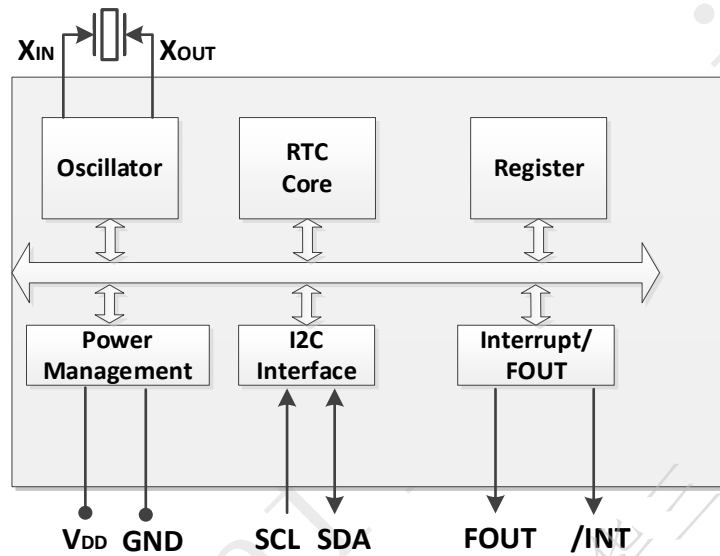 XIN XOUT
Oscillator
RTC
Core
Register
Power
Management
I2C
Interface
Interrupt/
FOUT
VDD GND SCL SDA FOUT /INT